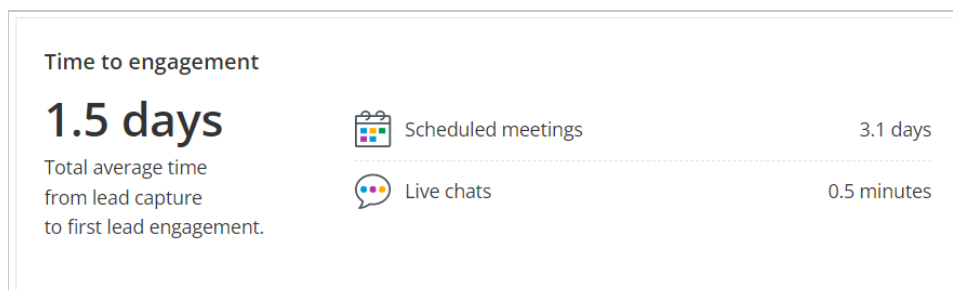 Time to engagement
1.5 days
Total average time
from lead capture
to first lead engagement.
Scheduled meetings 3.1 days
Live chats 0.5 minutes